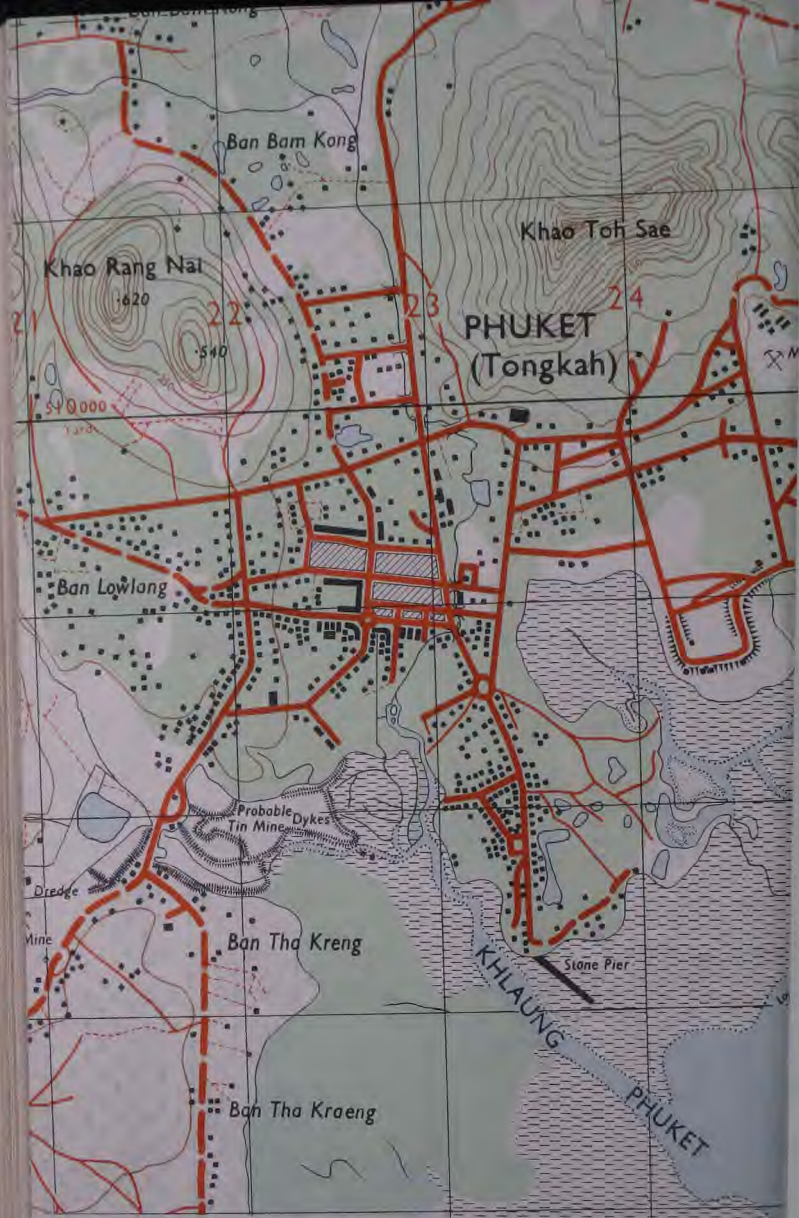 Ban Bam Kong
Khao Toh Sae
Khao Rang Nai
·620
21
22
23
24
PHUKET
(Tongkah)
·540
510000
Yards
Ban Lowlang
Probable
Tin Mine
Dykes
Dredge
Mine
Ban Tha Kreng
Stone Pier
KHLAUNG
PHUKET
Ban Tha Kraeng